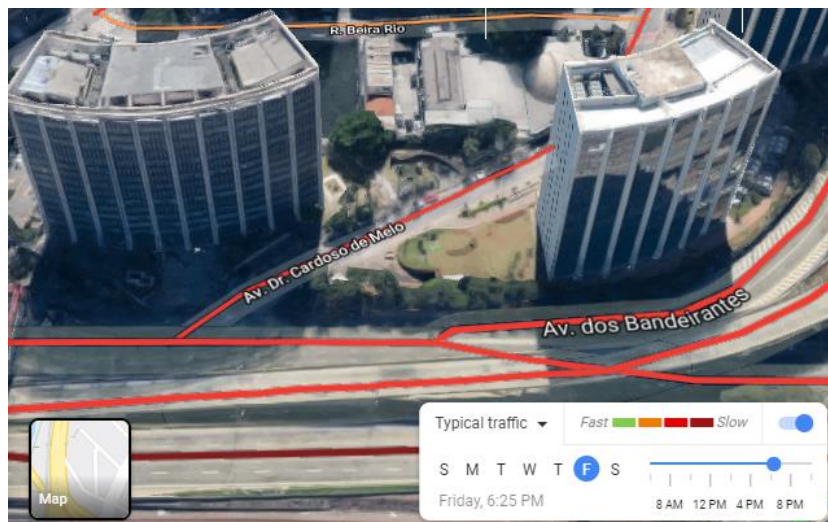 R. Beira Rio
Av. Dr. Cardoso de Melo
Av. dos Bandeirantes
Typical traffic
Fast Slow
S M T W T F S
Friday, 6:25 PM
8 AM 12 PM 4 PM 8 PM
Map